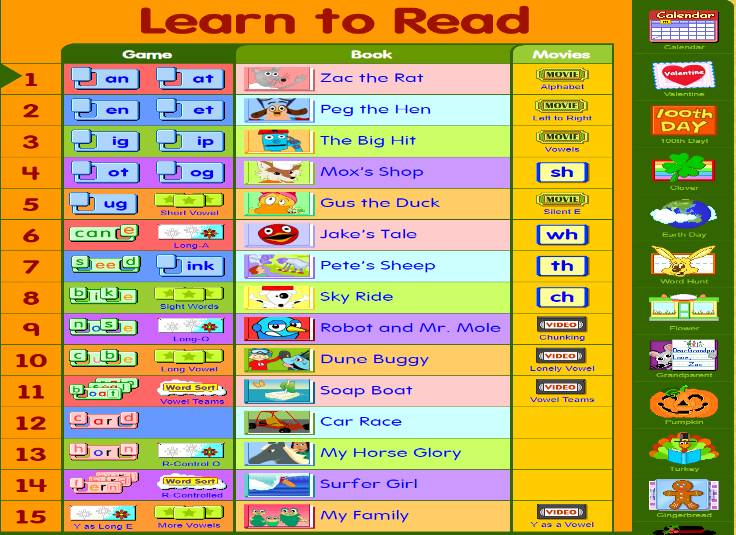 Learn to Read
Game Book Movies
1 an at Zac the Rat MOVIE
Alphabet
2 en et Peg the Hen MOVIE
Left to Right
3 ig ip The Big Hit MOVIE
Vowels
4 ot og Mox's Shop sh
5 ug Gus the Duck MOVIE
Short Vowel Silent E
6 cane Jake's Tale wh
Long-A
7 seed ink Pete's Sheep th
8 bike Sky Ride ch
Sight Words
9 nose Robot and Mr. Mole VIDEO
Long-O Chunking
10 cube Dune Buggy VIDEO
Long Vowel Lonely Vowel
11 boat Word Sort Soap Boat VIDEO
Vowel Teams Vowel Teams
12 card Car Race
13 horn My Horse Glory
R-Control O
14 fern Word Sort Surfer Girl
R-Controlled
15 My Family VIDEO
Y as Long E More Vowels Y as a Vowel
Calendar
Calendar
Valentine
Valentine
100th
DAY
100th Day!
Clover
Earth Day
Word Hunt
Flower
Dear Grandpa
Love,
Zac
Grandparent
Pumpkin
Turkey
Gingerbread